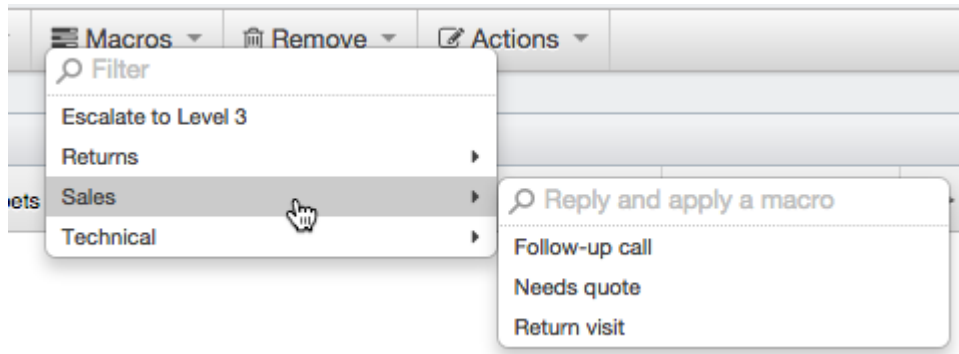 Macros
Remove
Actions
Filter
Escalate to Level 3
Returns
Sales
Technical
Reply and apply a macro
Follow-up call
Needs quote
Return visit